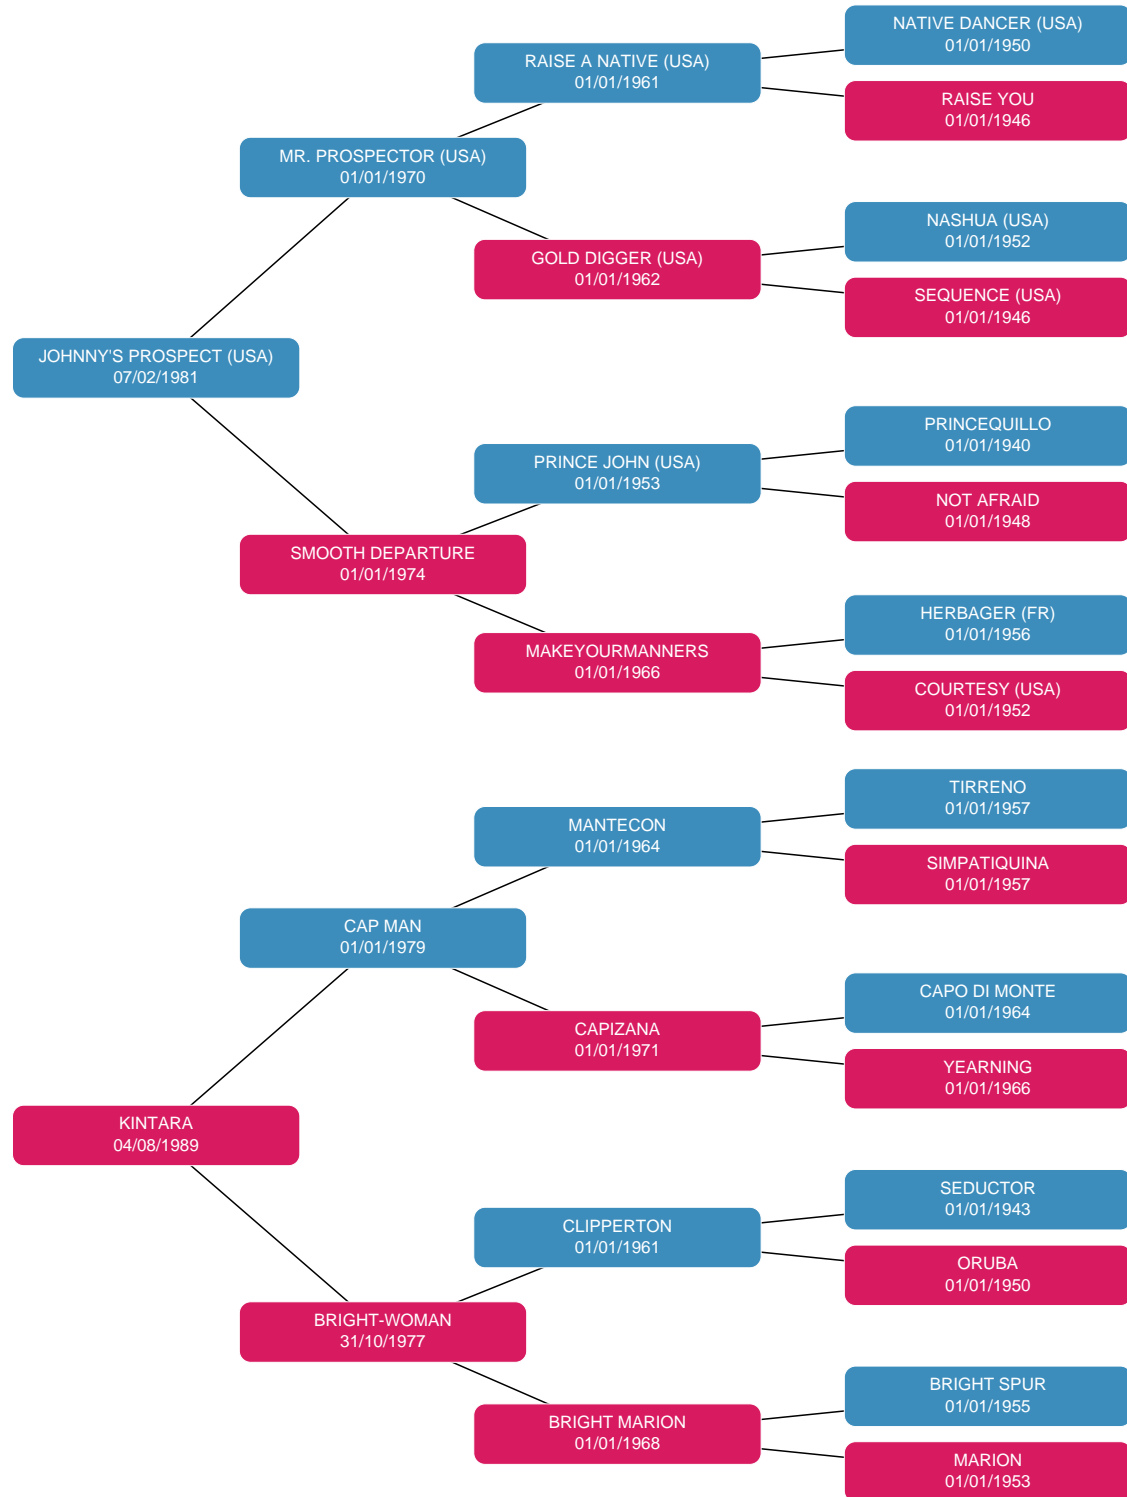 NATIVE DANCER (USA)
01/01/1950
RAISE A NATIVE (USA)
01/01/1961
RAISE YOU
01/01/1946
MR. PROSPECTOR (USA)
01/01/1970
NASHUA (USA)
01/01/1952
GOLD DIGGER (USA)
01/01/1962
SEQUENCE (USA)
01/01/1946
JOHNNY'S PROSPECT (USA)
07/02/1981
PRINCEQUILLO
01/01/1940
PRINCE JOHN (USA)
01/01/1953
NOT AFRAID
01/01/1948
SMOOTH DEPARTURE
01/01/1974
HERBAGER (FR)
01/01/1956
MAKEYOURMANNERS
01/01/1966
COURTESY (USA)
01/01/1952
TIRRENO
01/01/1957
MANTECON
01/01/1964
SIMPATIQUINA
01/01/1957
CAP MAN
01/01/1979
CAPO DI MONTE
01/01/1964
CAPIZANA
01/01/1971
YEARNING
01/01/1966
KINTARA
04/08/1989
SEDUCTOR
01/01/1943
CLIPPERTON
01/01/1961
ORUBA
01/01/1950
BRIGHT-WOMAN
31/10/1977
BRIGHT SPUR
01/01/1955
BRIGHT MARION
01/01/1968
MARION
01/01/1953